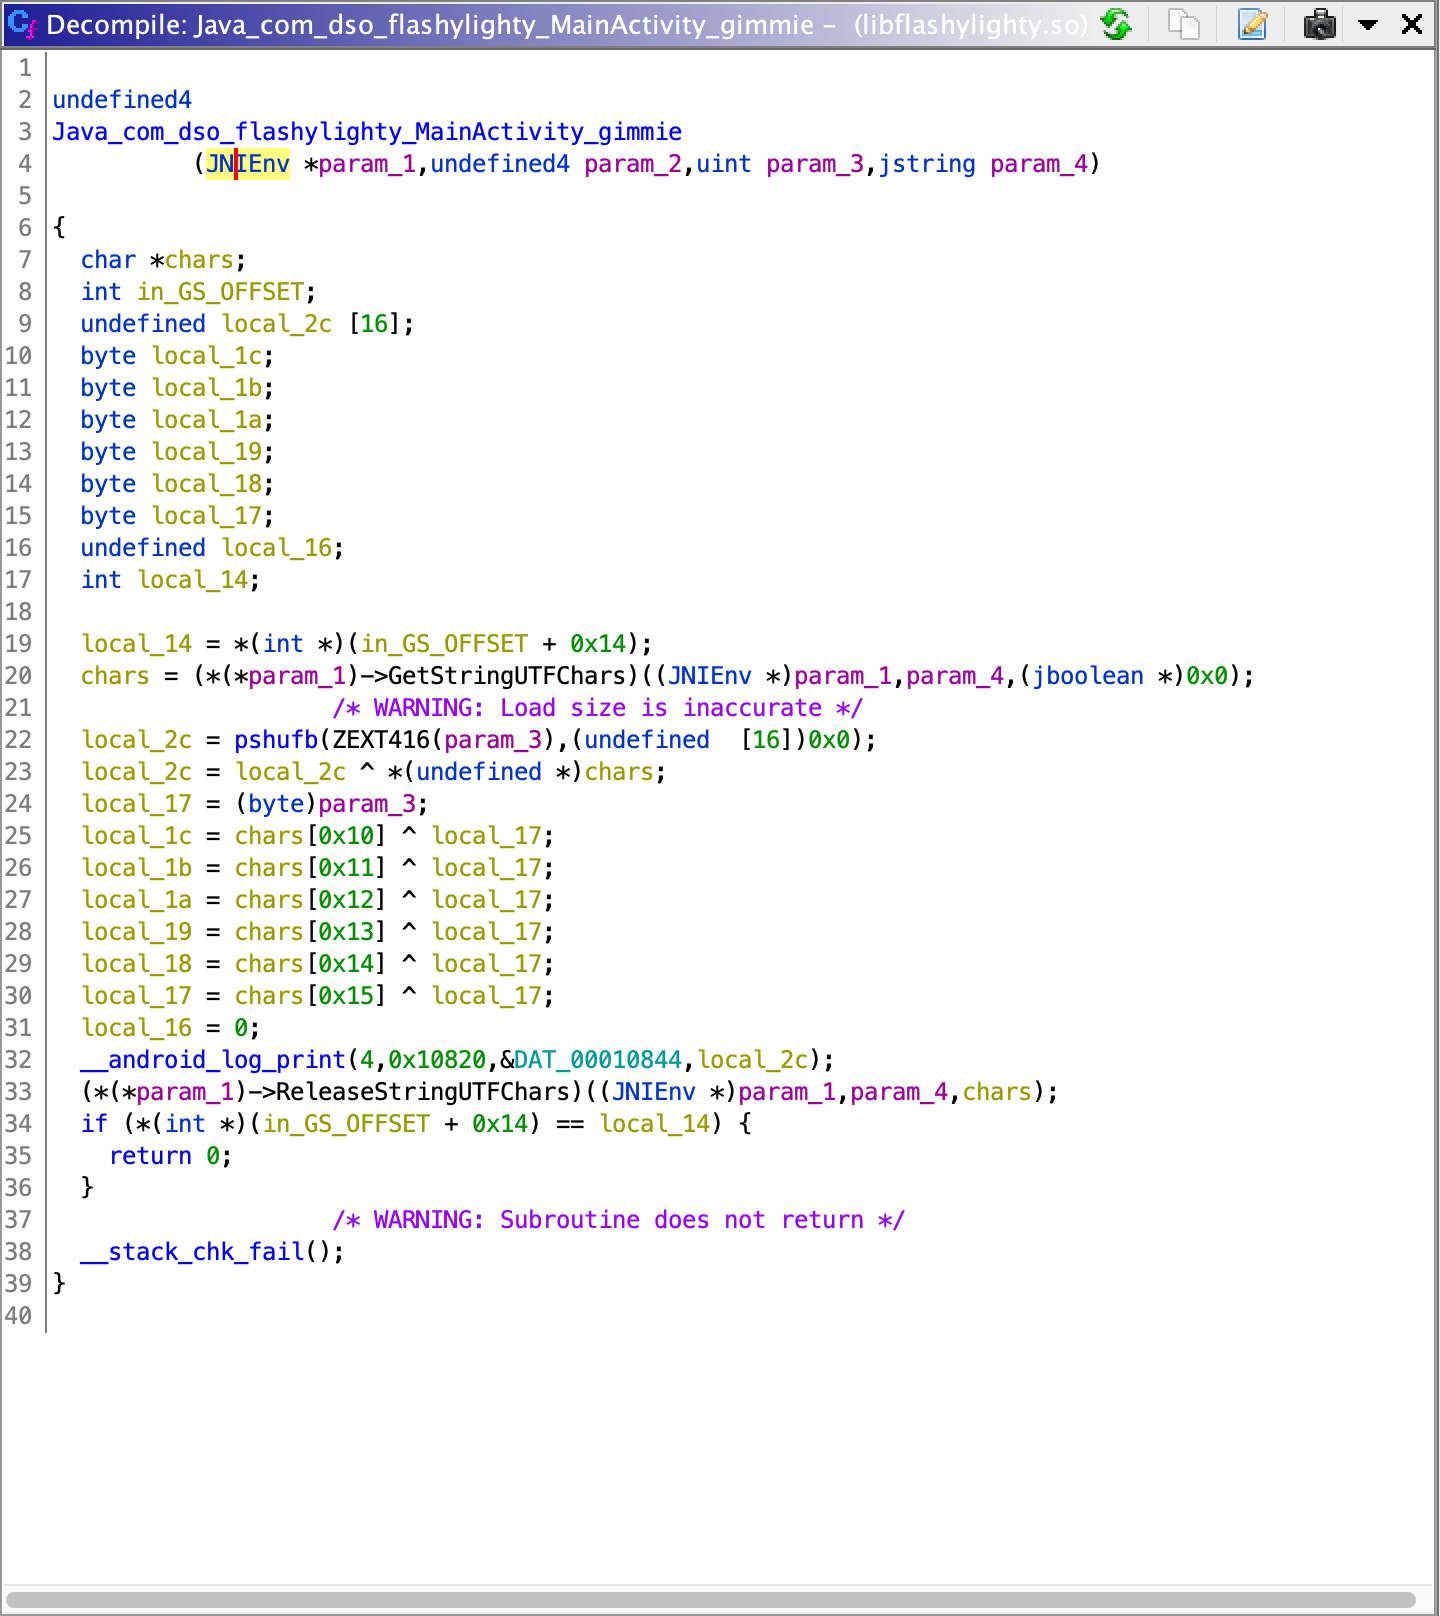 Decompile: Java_com_dso_flashylighty_MainActivity_gimmie - (libflashylighty.so)
1
2 undefined4
3 Java_com_dso_flashylighty_MainActivity_gimmie
4 (JNIEnv *param_1,undefined4 param_2,uint param_3,jstring param_4)
5
6 {
7 char *chars;
8 int in_GS_OFFSET;
9 undefined local_2c [16];
10 byte local_1c;
11 byte local_1b;
12 byte local_1a;
13 byte local_19;
14 byte local_18;
15 byte local_17;
16 undefined local_16;
17 int local_14;
18
19 local_14 = *(int *)(in_GS_OFFSET + 0x14);
20 chars = (*(*param_1)->GetStringUTFChars)((JNIEnv *)param_1,param_4,(jboolean *)0x0);
21 /* WARNING: Load size is inaccurate */
22 local_2c = pshufb(ZEXT416(param_3),(undefined  [16])0x0);
23 local_2c = local_2c ^ *(undefined *)chars;
24 local_17 = (byte)param_3;
25 local_1c = chars[0x10] ^ local_17;
26 local_1b = chars[0x11] ^ local_17;
27 local_1a = chars[0x12] ^ local_17;
28 local_19 = chars[0x13] ^ local_17;
29 local_18 = chars[0x14] ^ local_17;
30 local_17 = chars[0x15] ^ local_17;
31 local_16 = 0;
32 __android_log_print(4,0x10820,&DAT_00010844,local_2c);
33 (*(*param_1)->ReleaseStringUTFChars)((JNIEnv *)param_1,param_4,chars);
34 if (*(int *)(in_GS_OFFSET + 0x14) == local_14) {
35 return 0;
36 }
37 /* WARNING: Subroutine does not return */
38 __stack_chk_fail();
39 }
40